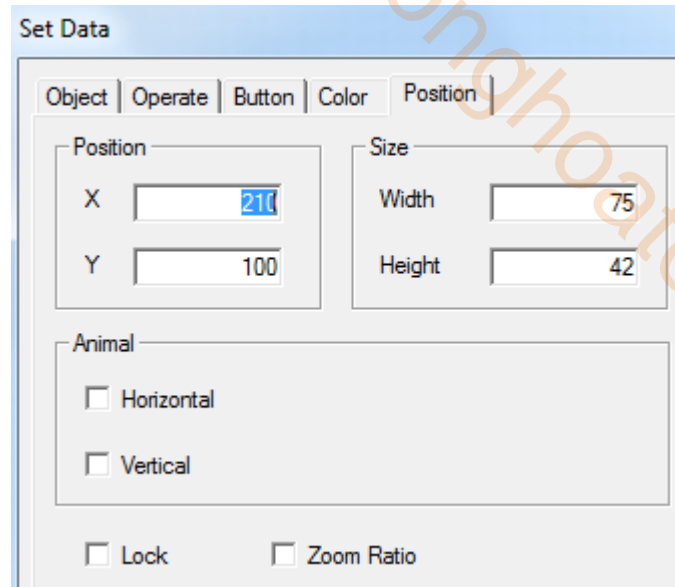 Set Data
Object Operate Button Color Position
Position
X 210
Y 100
Size
Width 75
Height 42
Animal
Horizontal
Vertical
Lock Zoom Ratio